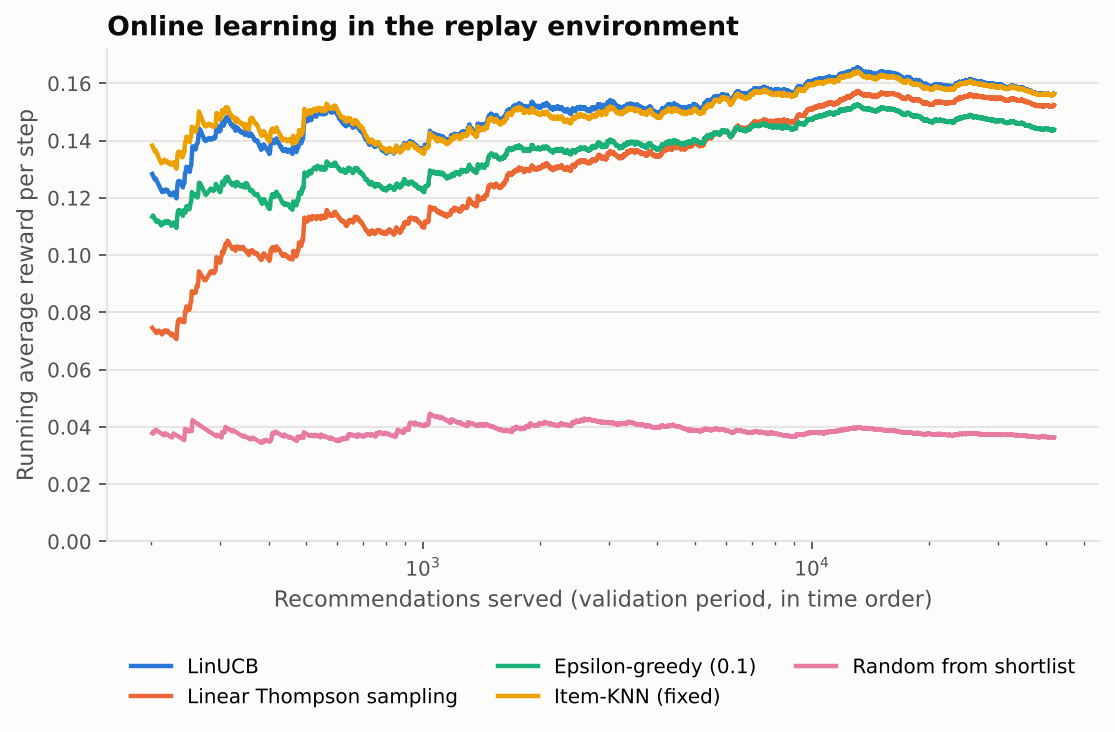 Online learning in the replay environment
Running average reward per step
0.16
0.14
0.12
0.10
0.08
0.06
0.04
0.02
0.00
10³
10⁴
Recommendations served (validation period, in time order)
LinUCB
Linear Thompson sampling
Epsilon-greedy (0.1)
Item-KNN (fixed)
Random from shortlist